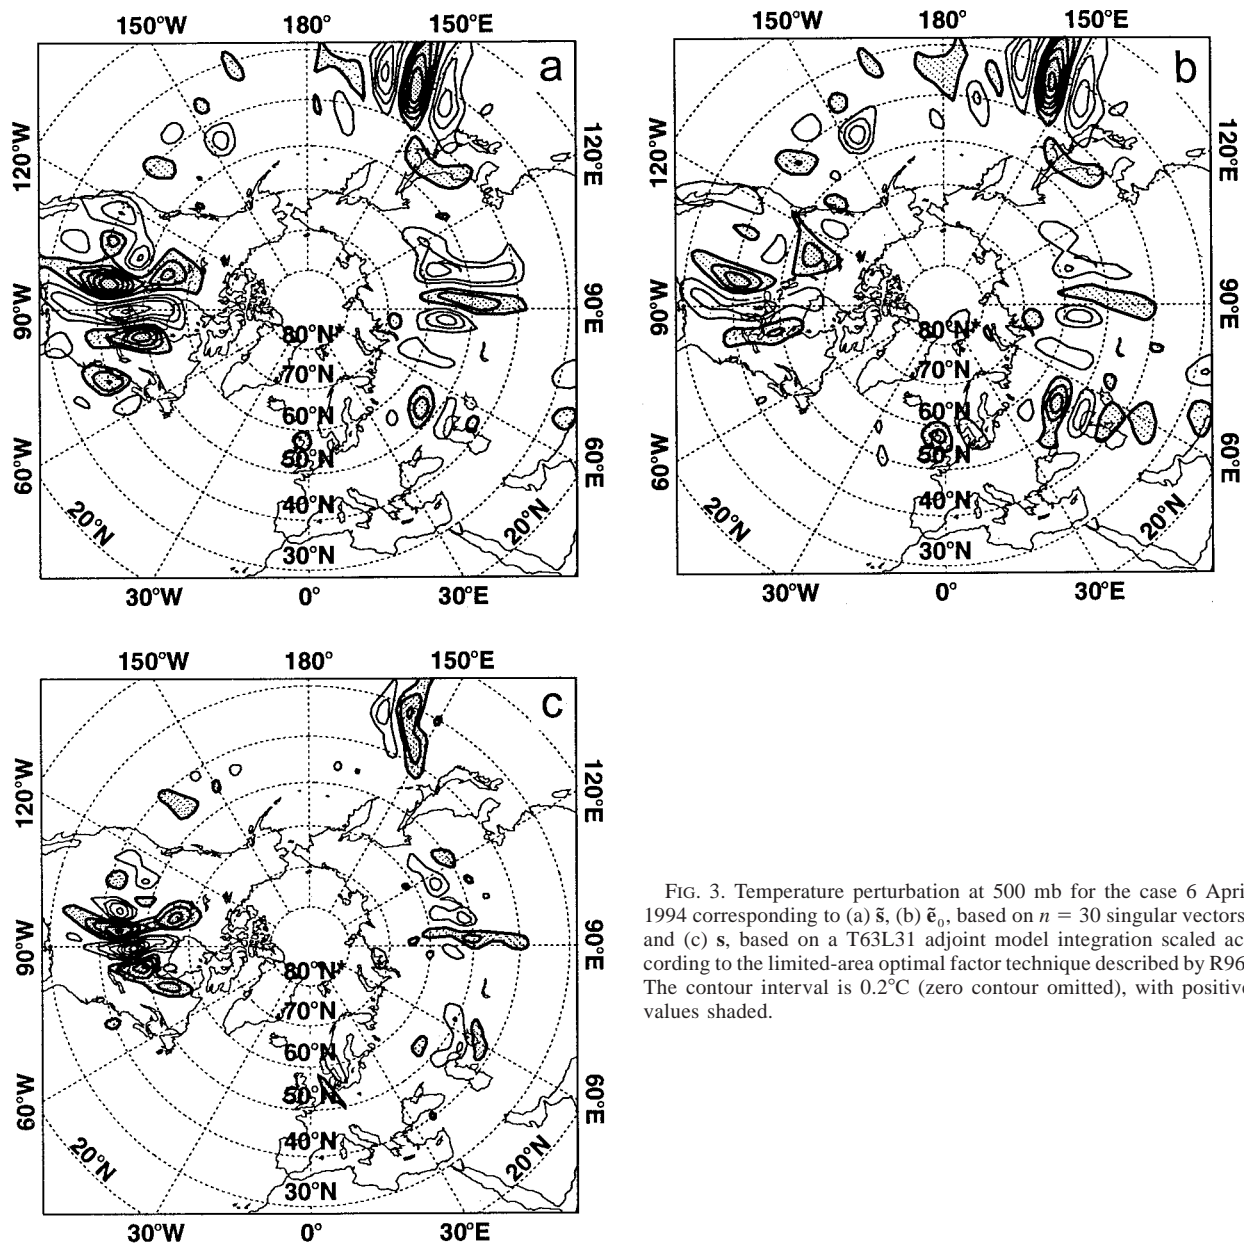 150°W 180° 150°E
a
120°W
120°E
90°W
90°E
80°N
70°N
60°N
50°N
40°N
30°N
60°W
60°E
20°N
20°N
30°W 0° 30°E
150°W 180° 150°E
b
120°W
120°E
90°W
90°E
80°N
70°N
60°N
50°N
40°N
30°N
60°W
60°E
20°N
20°N
30°W 0° 30°E
150°W 180° 150°E
c
120°W
120°E
90°W
90°E
80°N
70°N
60°N
50°N
40°N
30°N
60°W
60°E
20°N
20°N
30°W 0° 30°E
FIG. 3. Temperature perturbation at 500 mb for the case 6 Apri
1994 corresponding to (a) s̃, (b) ẽ₀, based on n = 30 singular vectors
and (c) s, based on a T63L31 adjoint model integration scaled ac
cording to the limited-area optimal factor technique described by R96
The contour interval is 0.2°C (zero contour omitted), with positive
values shaded.